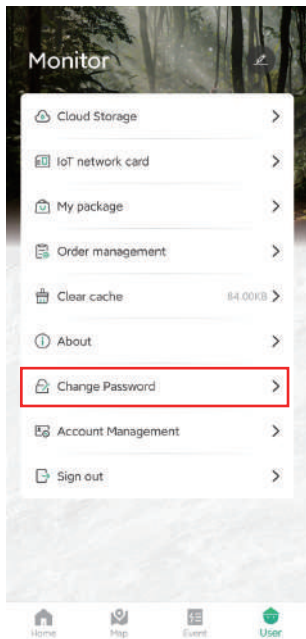 Monitor
Cloud Storage
IoT network card
My package
Order management
Clear cache 84.00KB
About
Change Password
Account Management
Sign out
Home Map Event User